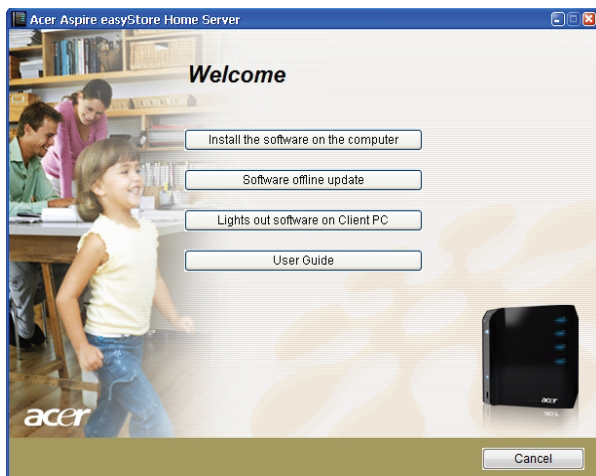 Acer Aspire easyStore Home Server
Welcome
Install the software on the computer
Software offline update
Lights out software on Client PC
User Guide
acer
acer
Cancel